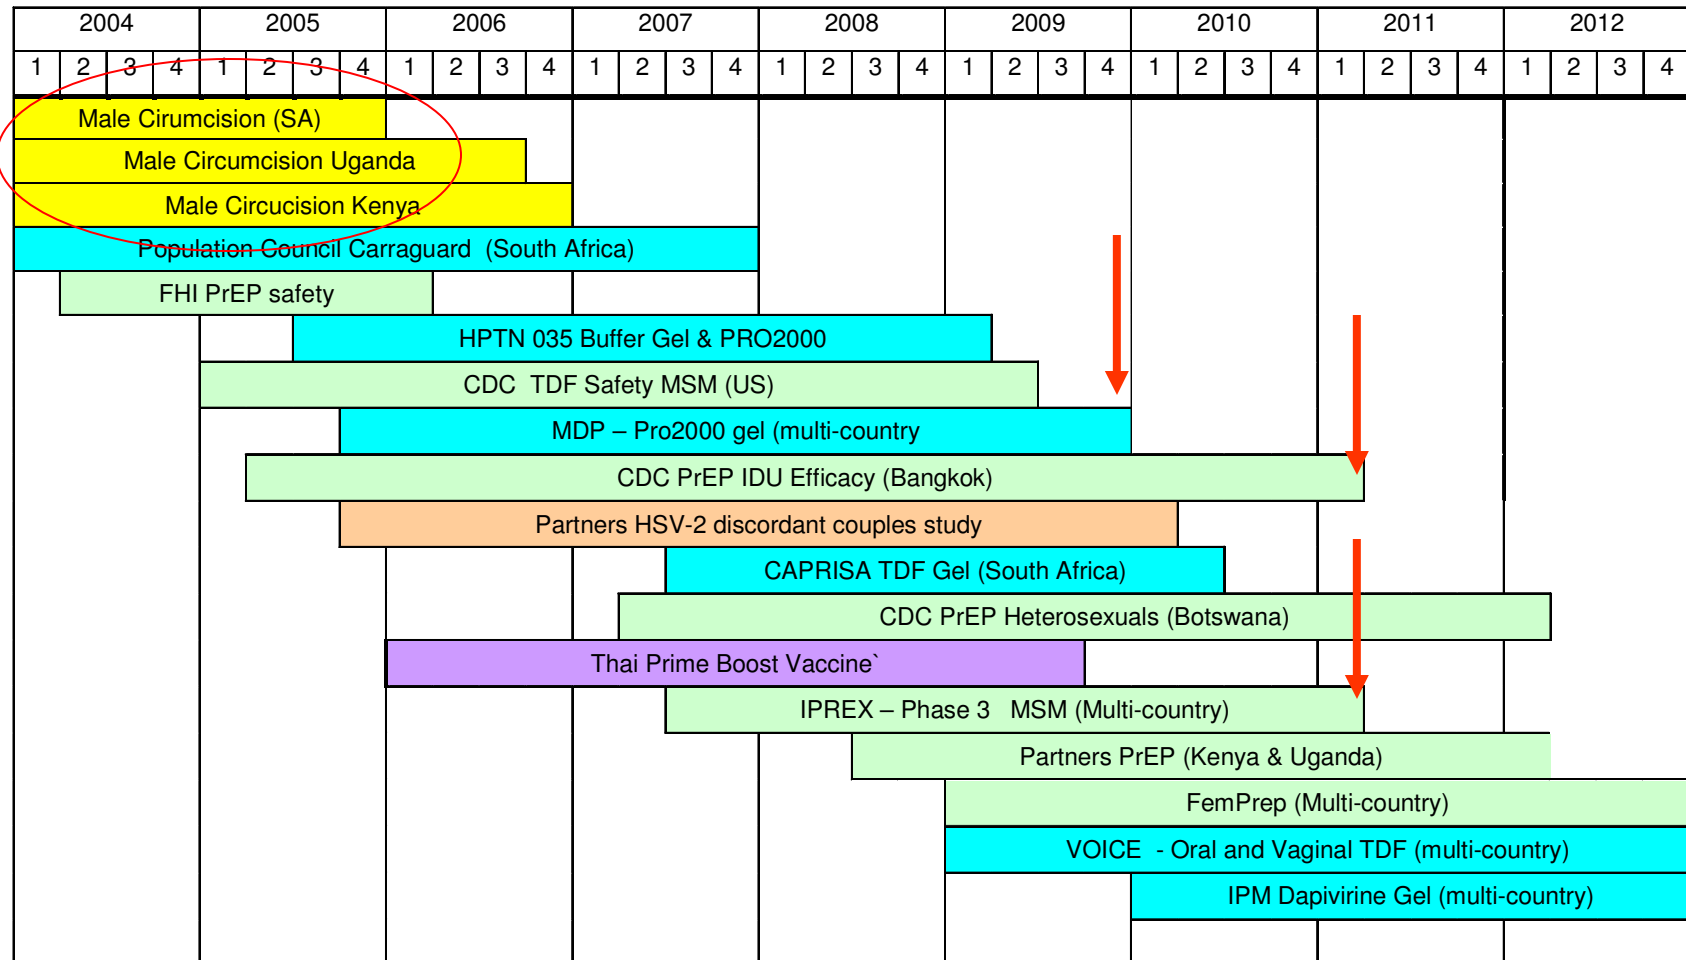 2004 2005 2006 2007 2008 2009 2010 2011 2012
1 2 3 4 1 2 3 4 1 2 3 4 1 2 3 4 1 2 3 4 1 2 3 4 1 2 3 4 1 2 3 4 1 2 3 4
Male Cirumcision (SA)
Male Circumcision Uganda
Male Circucision Kenya
Population Council Carraguard (South Africa)
FHI PrEP safety
HPTN 035 Buffer Gel & PRO2000
CDC TDF Safety MSM (US)
MDP – Pro2000 gel (multi-country
CDC PrEP IDU Efficacy (Bangkok)
Partners HSV-2 discordant couples study
CAPRISA TDF Gel (South Africa)
CDC PrEP Heterosexuals (Botswana)
Thai Prime Boost Vaccine`
IPREX – Phase 3 MSM (Multi-country)
Partners PrEP (Kenya & Uganda)
FemPrep (Multi-country)
VOICE - Oral and Vaginal TDF (multi-country)
IPM Dapivirine Gel (multi-country)